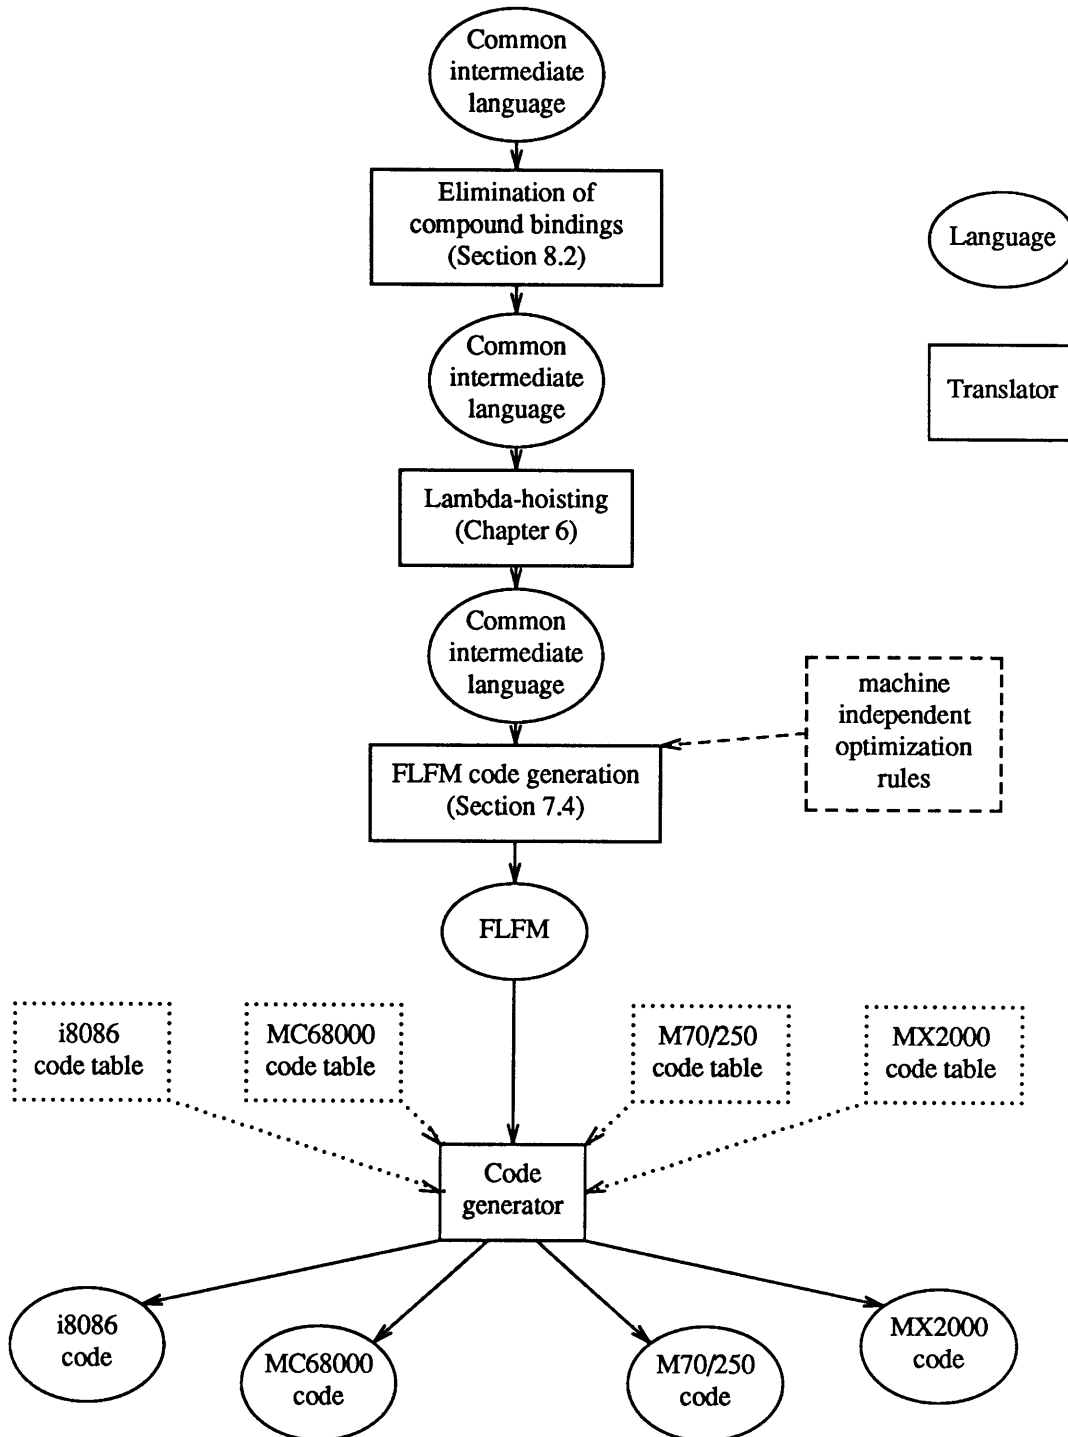 Common
intermediate
language
Elimination of
compound bindings
(Section 8.2)
Language
Common
intermediate
language
Translator
Lambda-hoisting
(Chapter 6)
Common
intermediate
language
machine
independent
optimization
rules
FLFM code generation
(Section 7.4)
FLFM
i8086
code table
MC68000
code table
M70/250
code table
MX2000
code table
Code
generator
i8086
code
MC68000
code
M70/250
code
MX2000
code